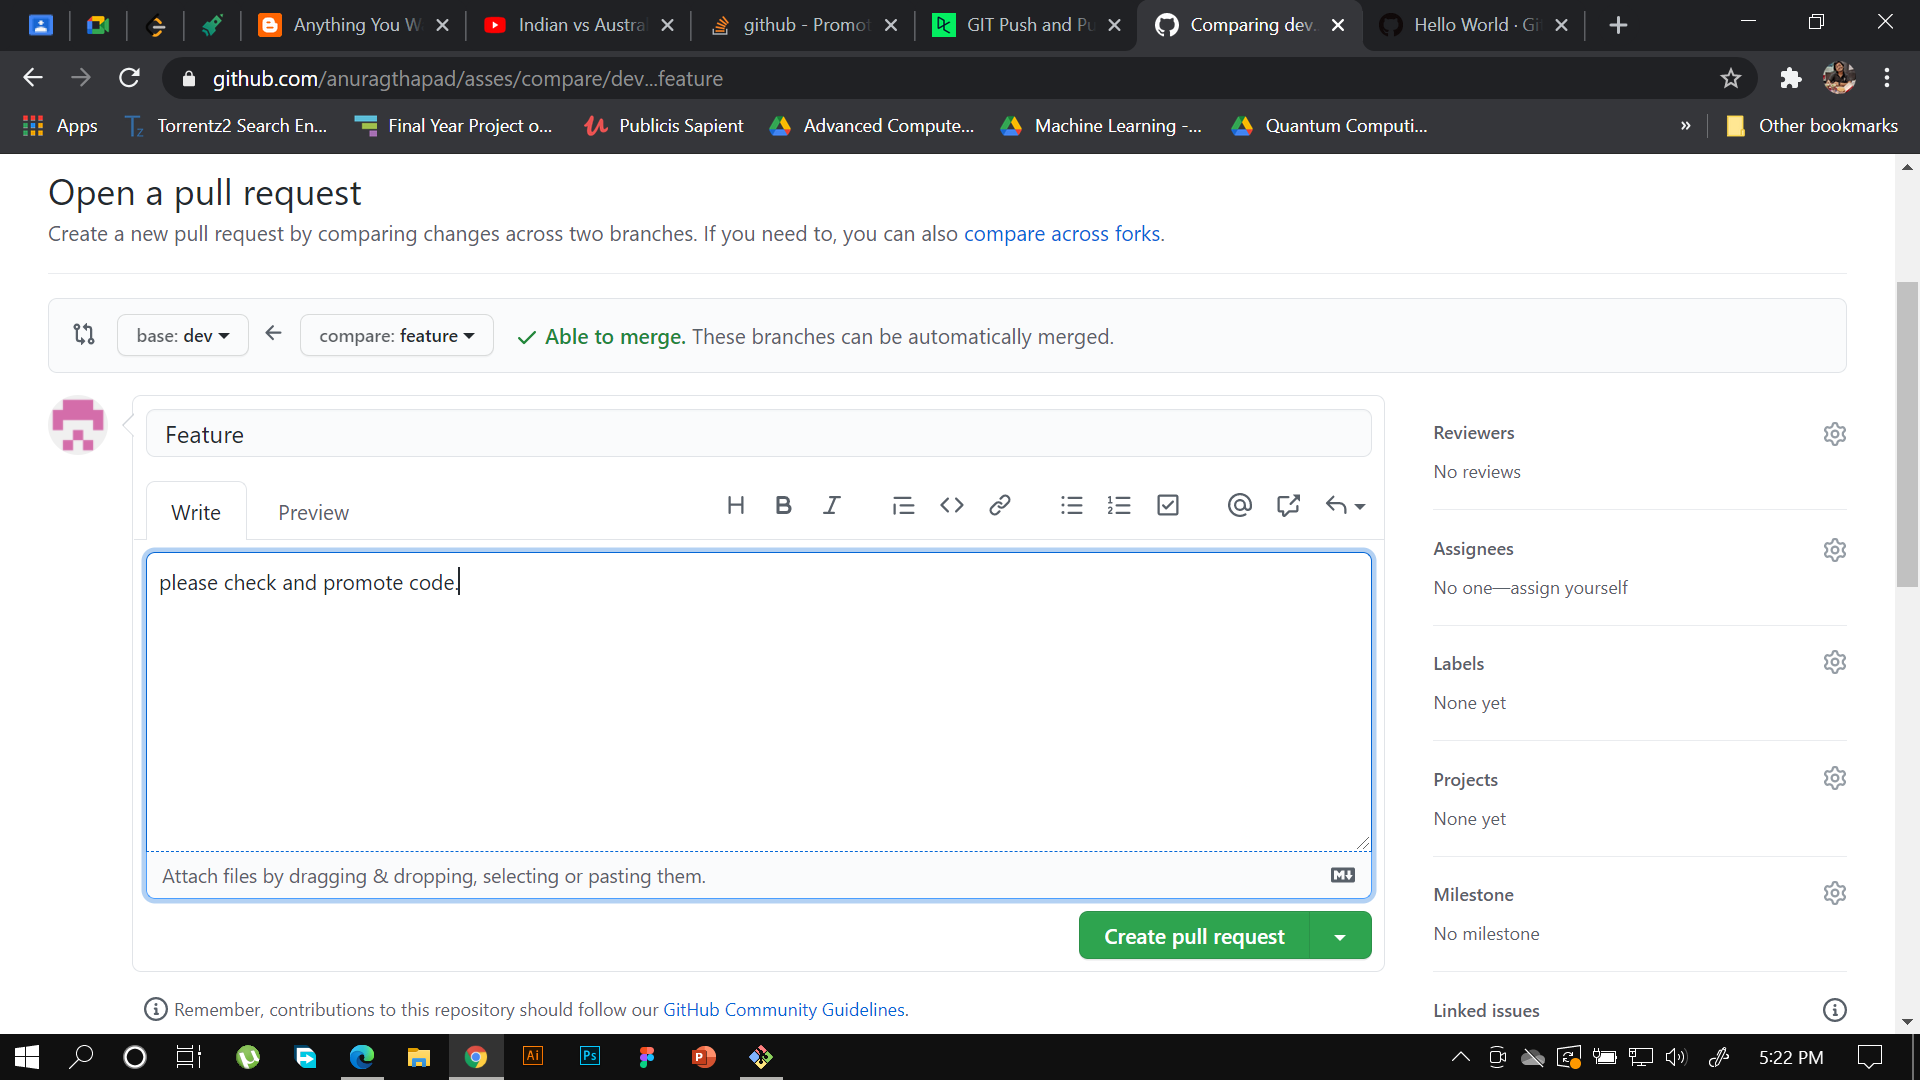 Anything You W
Indian vs Austra
github - Promot
GIT Push and Pu
Comparing dev
Hello World · Gi
github.com/anuragthapad/asses/compare/dev...feature
Apps
Torrentz2 Search En...
Final Year Project o...
Publicis Sapient
Advanced Compute...
Machine Learning -...
Quantum Computi...
»
Other bookmarks
Open a pull request
Create a new pull request by comparing changes across two branches. If you need to, you can also compare across forks.
base: dev
compare: feature
Able to merge. These branches can be automatically merged.
Feature
Write
Preview
please check and promote code.
Attach files by dragging & dropping, selecting or pasting them.
Create pull request
Remember, contributions to this repository should follow our GitHub Community Guidelines.
Reviewers
No reviews
Assignees
No one—assign yourself
Labels
None yet
Projects
None yet
Milestone
No milestone
Linked issues
Ai
Ps
5:22 PM